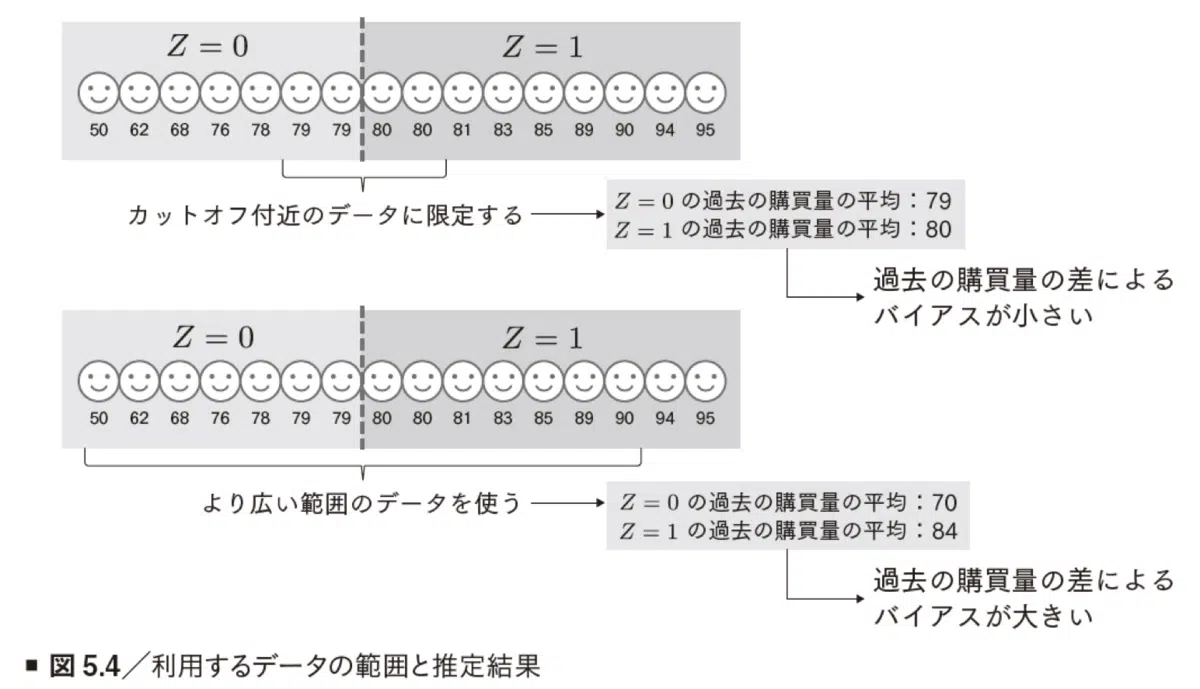 Z = 0 Z = 1
50 62 68 76 78 79 79 80 80 81 83 85 89 90 94 95
カットオフ付近のデータに限定する
Z = 0 の過去の購買量の平均：79
Z = 1 の過去の購買量の平均：80
過去の購買量の差による
バイアスが小さい
Z = 0 Z = 1
50 62 68 76 78 79 79 80 80 81 83 85 89 90 94 95
より広い範囲のデータを使う
Z = 0 の過去の購買量の平均：70
Z = 1 の過去の購買量の平均：84
過去の購買量の差による
バイアスが大きい
■ 図 5.4／利用するデータの範囲と推定結果